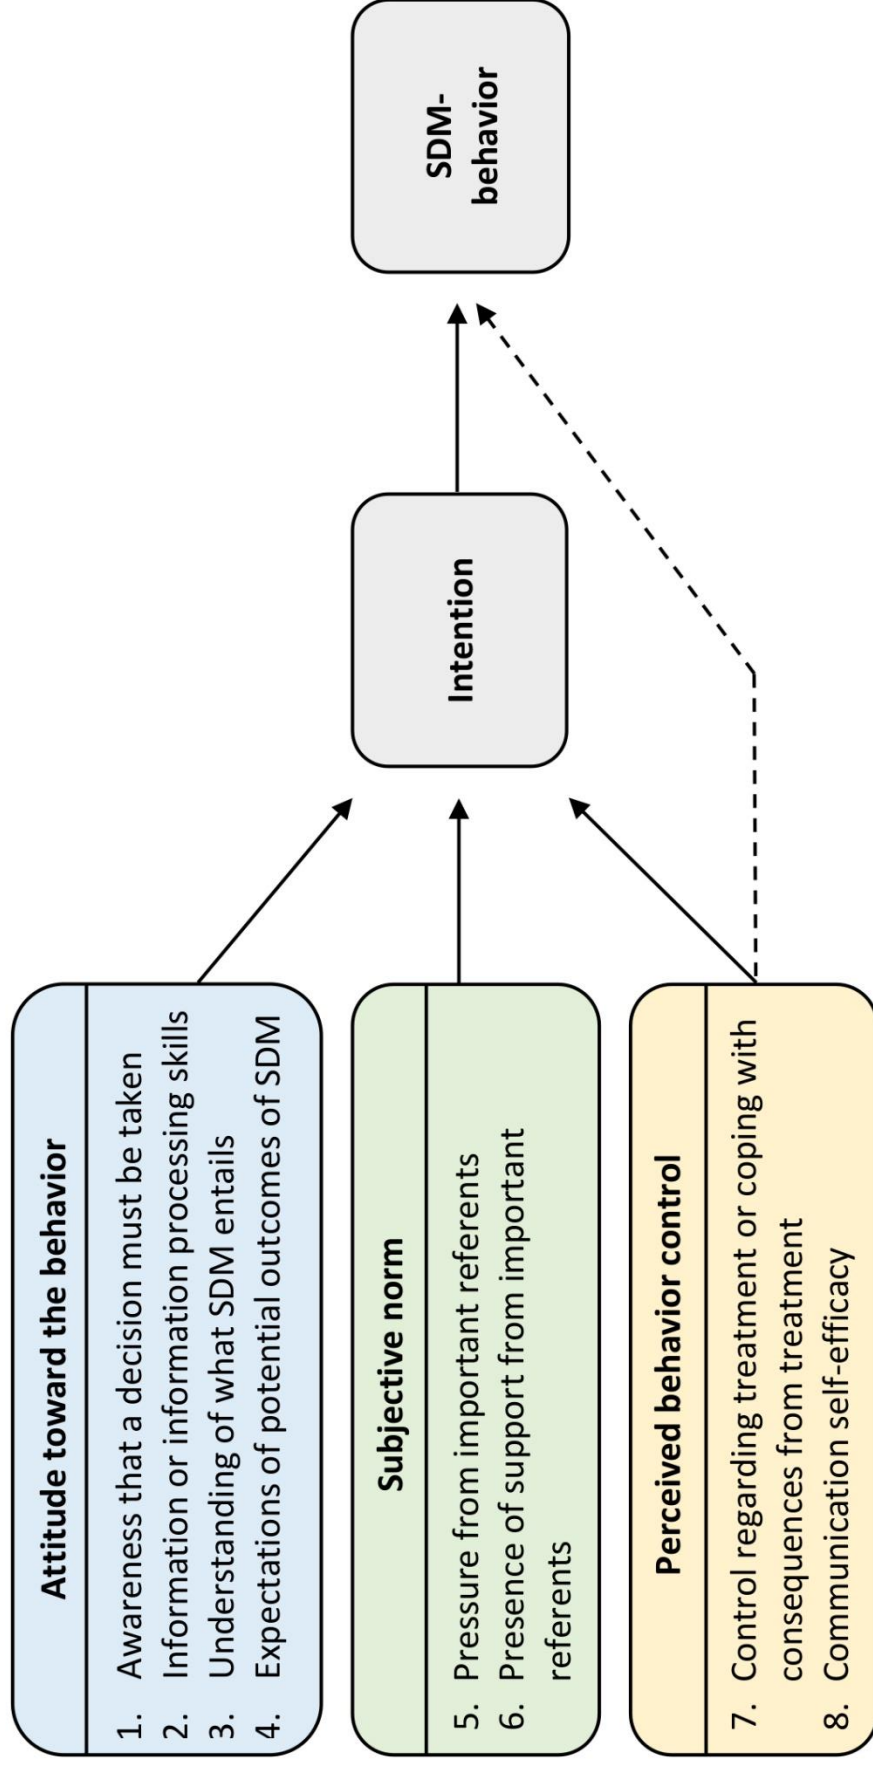 Attitude toward the behavior
1. Awareness that a decision must be taken
2. Information or information processing skills
3. Understanding of what SDM entails
4. Expectations of potential outcomes of SDM
Subjective norm
5. Pressure from important referents
6. Presence of support from important
referents
Perceived behavior control
7. Control regarding treatment or coping with
consequences from treatment
8. Communication self-efficacy
Intention
SDM-
behavior